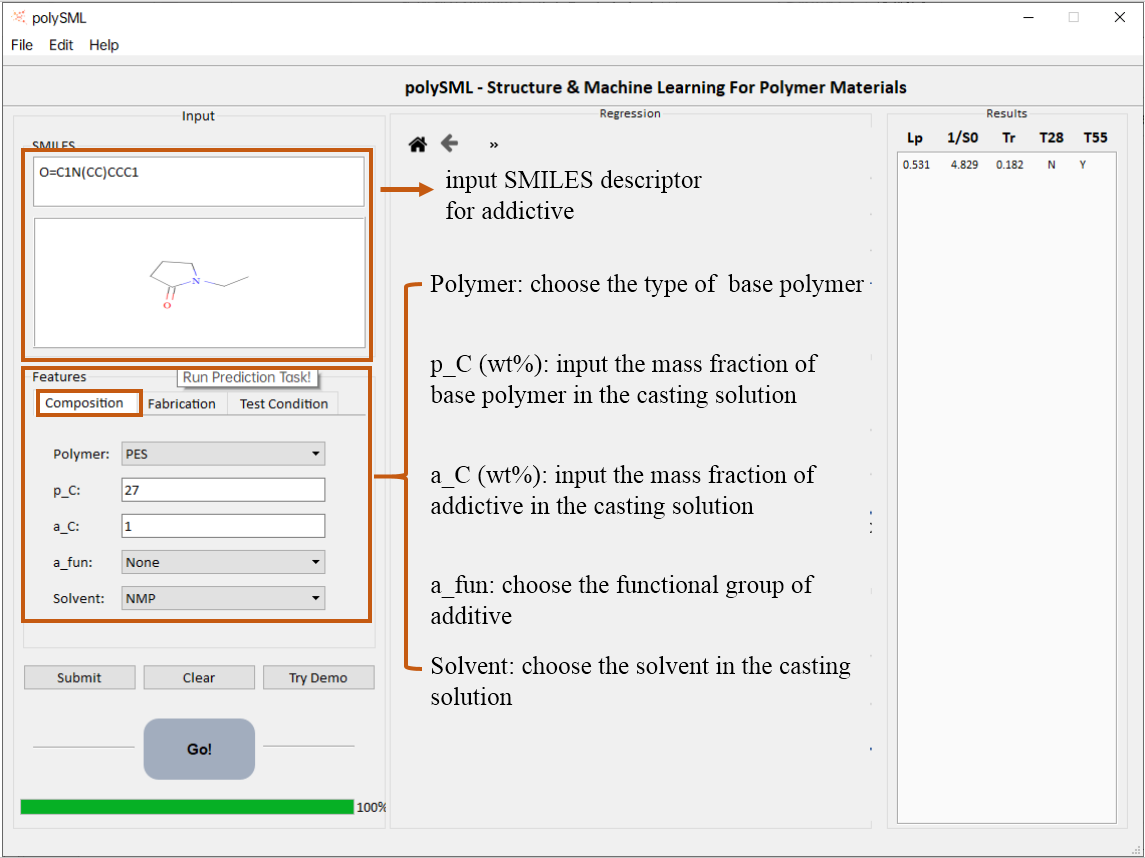 polySML
File Edit Help
polySML - Structure & Machine Learning For Polymer Materials
Input
SMILES
O=C1N(CC)CCC1
N
O
Features
Run Prediction Task!
Composition Fabrication Test Condition
Polymer: PES
p_C: 27
a_C: 1
a_fun: None
Solvent: NMP
Submit Clear Try Demo
Go!
100%
Regression
»
input SMILES descriptor
for addictive
Polymer: choose the type of base polymer
p_C (wt%): input the mass fraction of
base polymer in the casting solution
a_C (wt%): input the mass fraction of
addictive in the casting solution
a_fun: choose the functional group of
additive
Solvent: choose the solvent in the casting
solution
Results
Lp 1/S0 Tr T28 T55
0.531 4.829 0.182 N Y